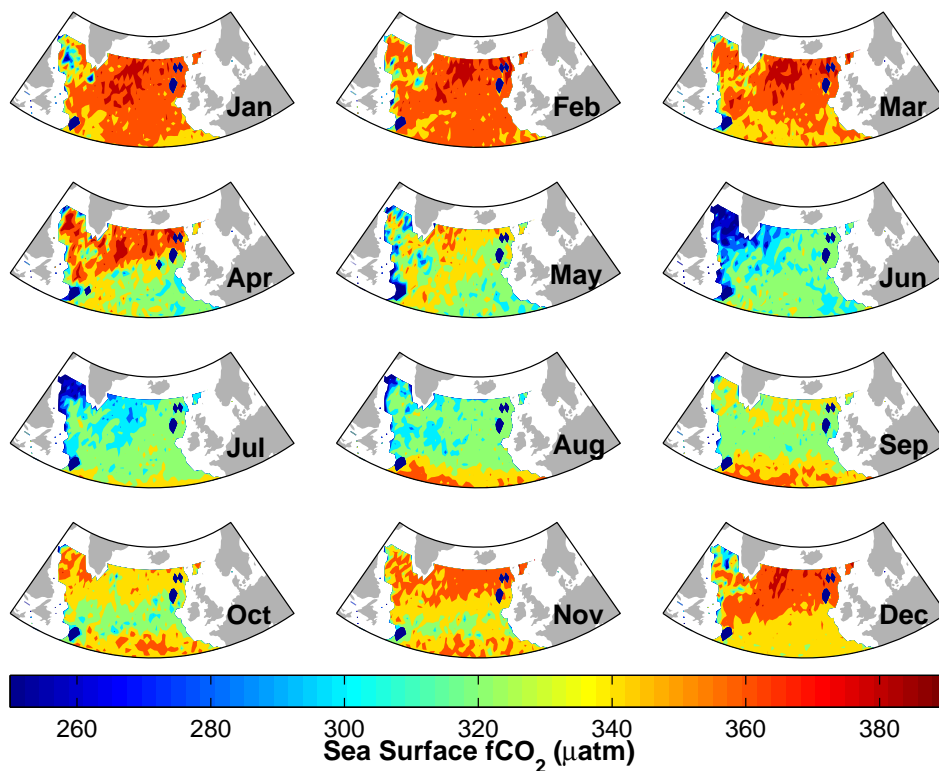 Jan Feb Mar
Apr May Jun
Jul Aug Sep
Oct Nov Dec
260 280 300 320 340 360 380
Sea Surface fCO₂ (μatm)